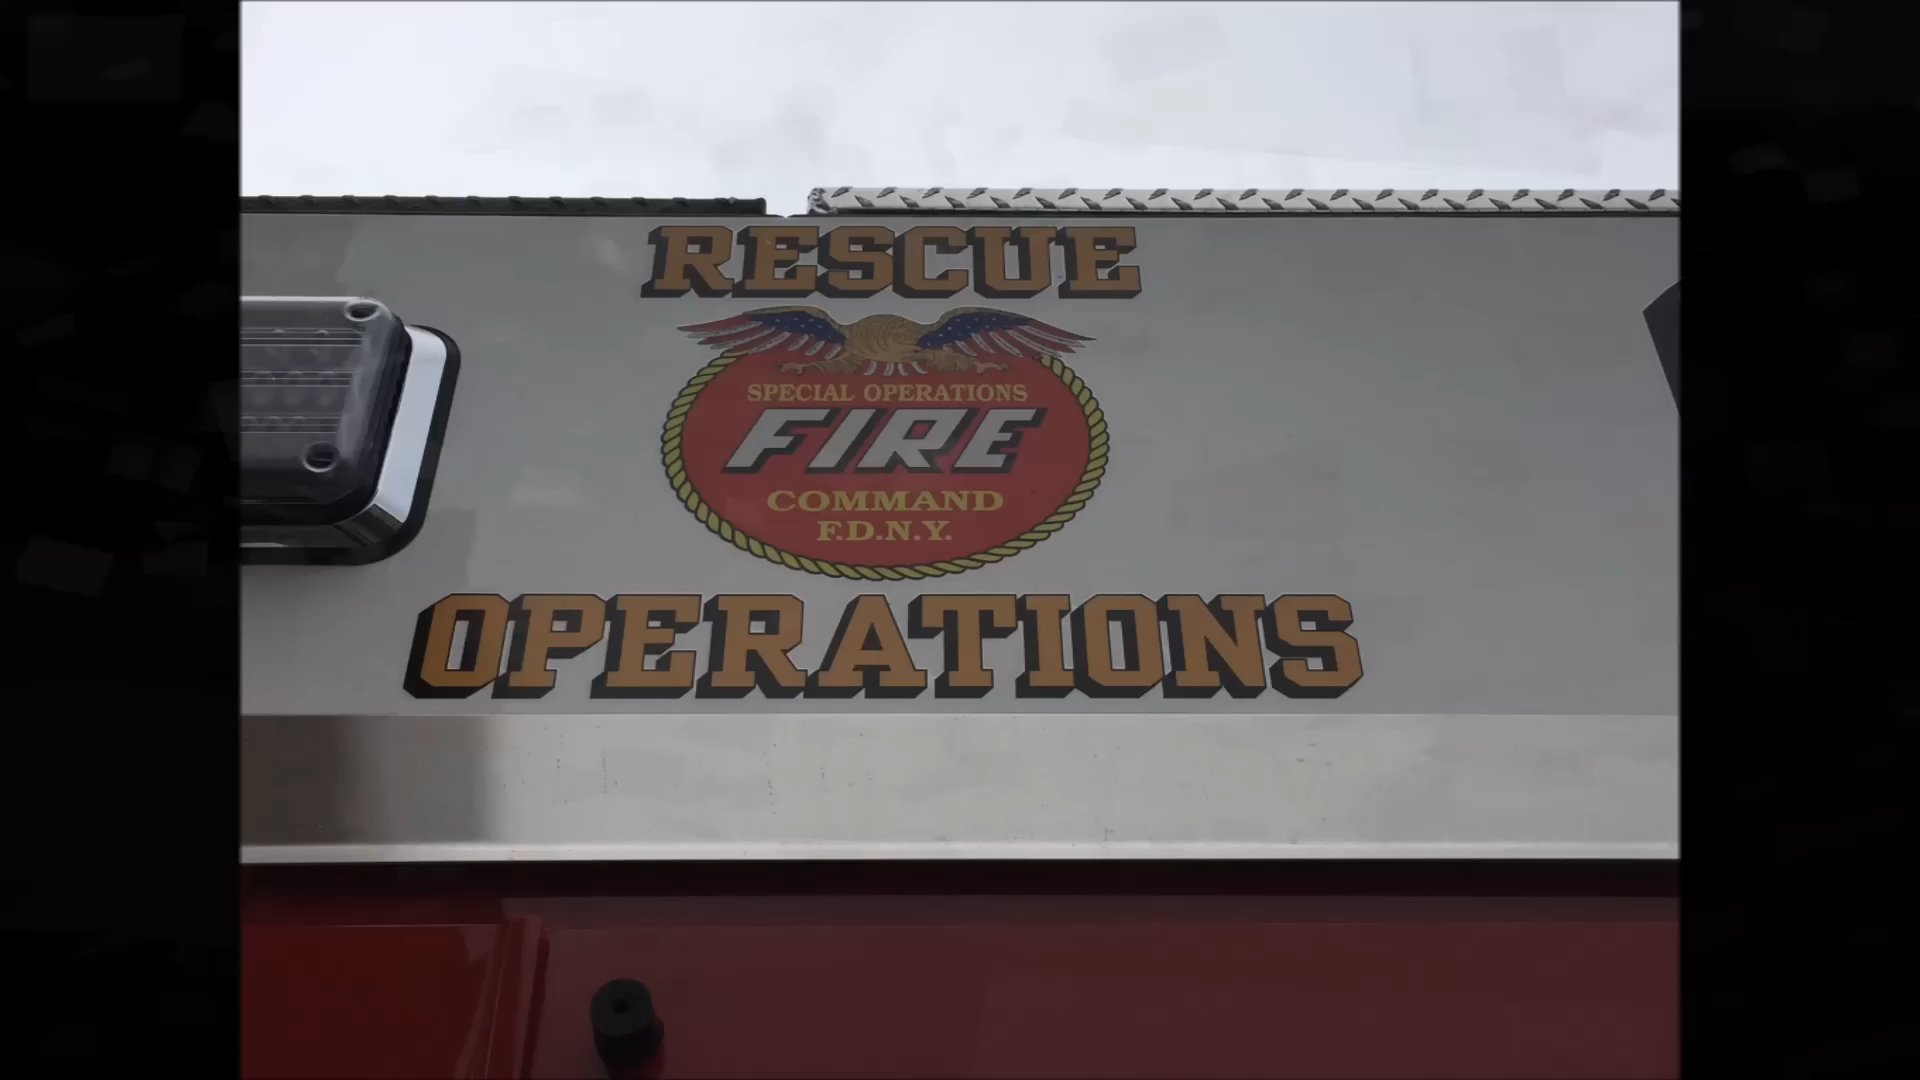 RESCUE
SPECIAL OPERATIONS
FIRE
COMMAND
F.D.N.Y.
OPERATIONS